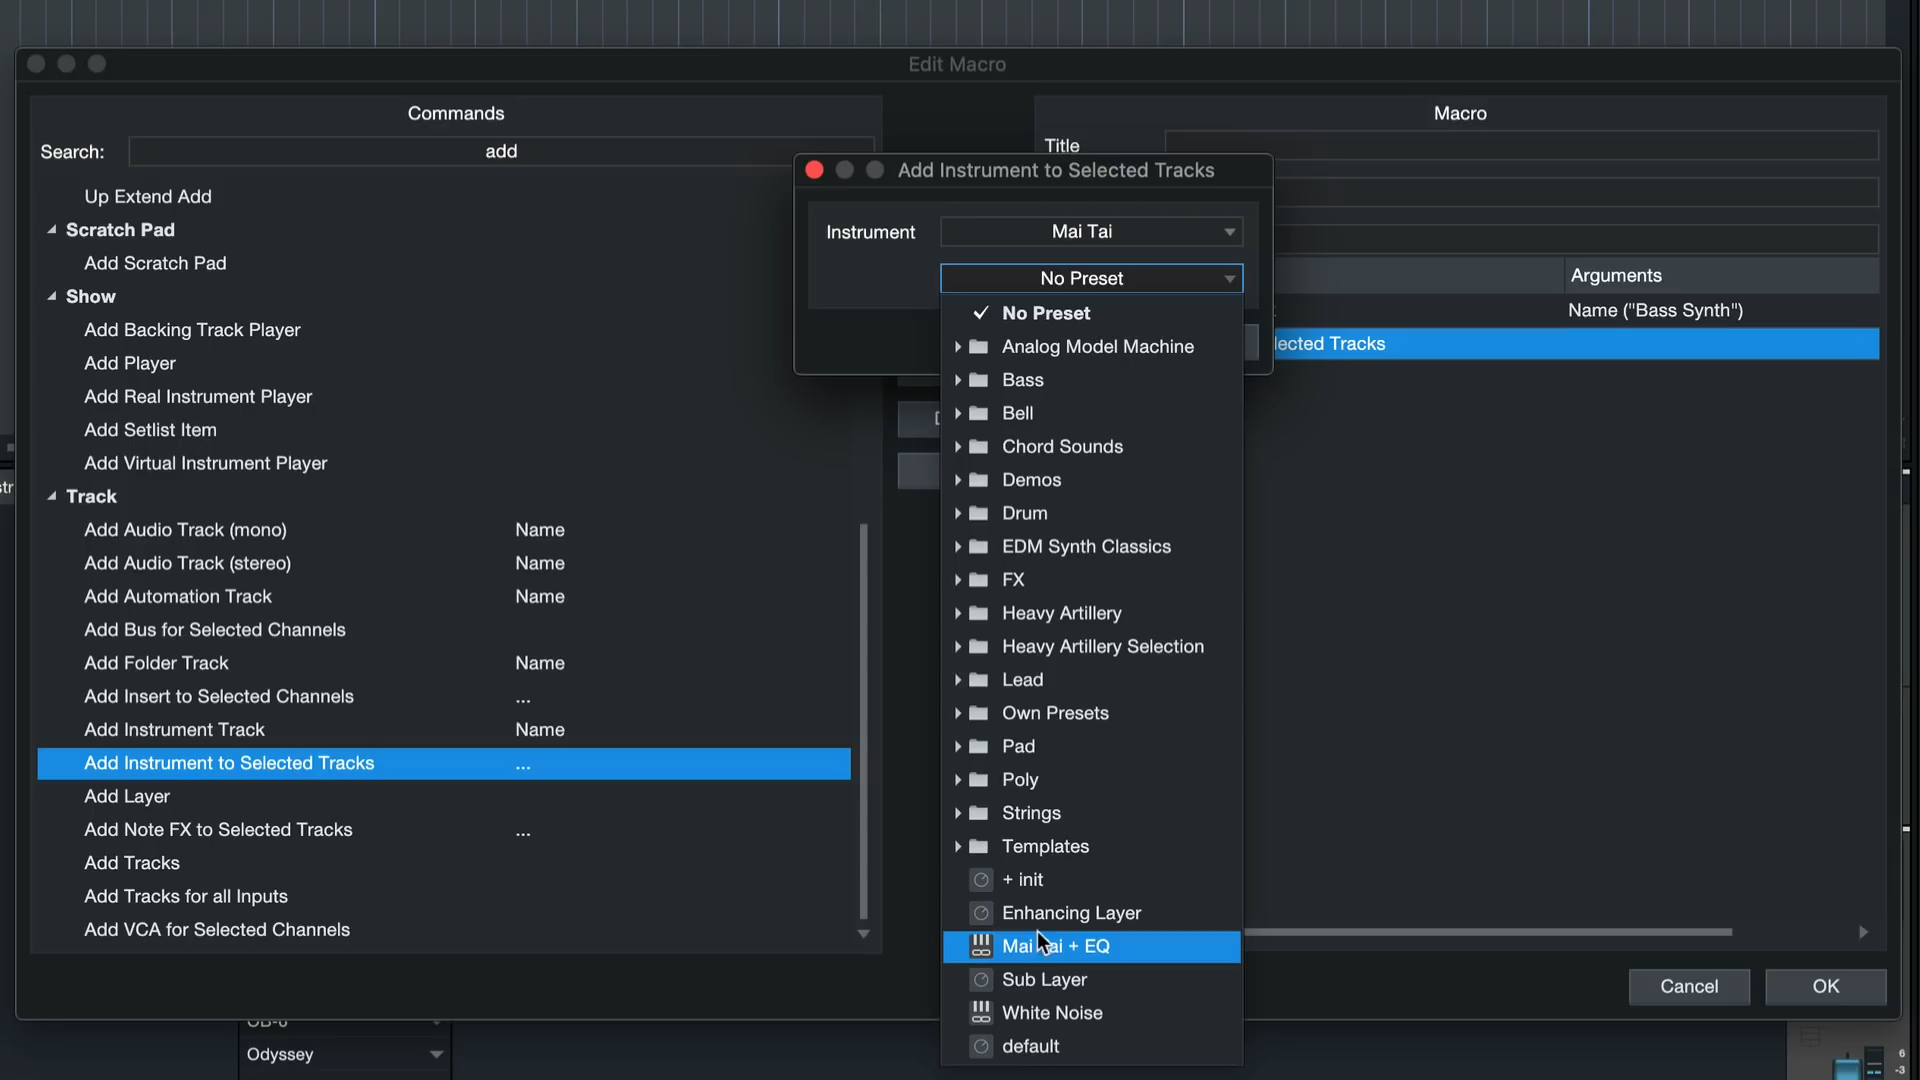 Edit Macro
Commands
Search: add
Up Extend Add
Scratch Pad
Add Scratch Pad
Show
Add Backing Track Player
Add Player
Add Real Instrument Player
Add Setlist Item
Add Virtual Instrument Player
Track
Add Audio Track (mono) Name
Add Audio Track (stereo) Name
Add Automation Track Name
Add Bus for Selected Channels
Add Folder Track Name
Add Insert to Selected Channels ...
Add Instrument Track Name
Add Instrument to Selected Tracks ...
Add Layer
Add Note FX to Selected Tracks ...
Add Tracks
Add Tracks for all Inputs
Add VCA for Selected Channels
Add Instrument to Selected Tracks
Instrument Mai Tai
No Preset
✓ No Preset
Analog Model Machine
Bass
Bell
Chord Sounds
Demos
Drum
EDM Synth Classics
FX
Heavy Artillery
Heavy Artillery Selection
Lead
Own Presets
Pad
Poly
Strings
Templates
+ init
Enhancing Layer
Mai Tai + EQ
Sub Layer
White Noise
default
Macro
Title
Arguments
Name ("Bass Synth")
lected Tracks
Cancel OK
Odyssey
6
-3